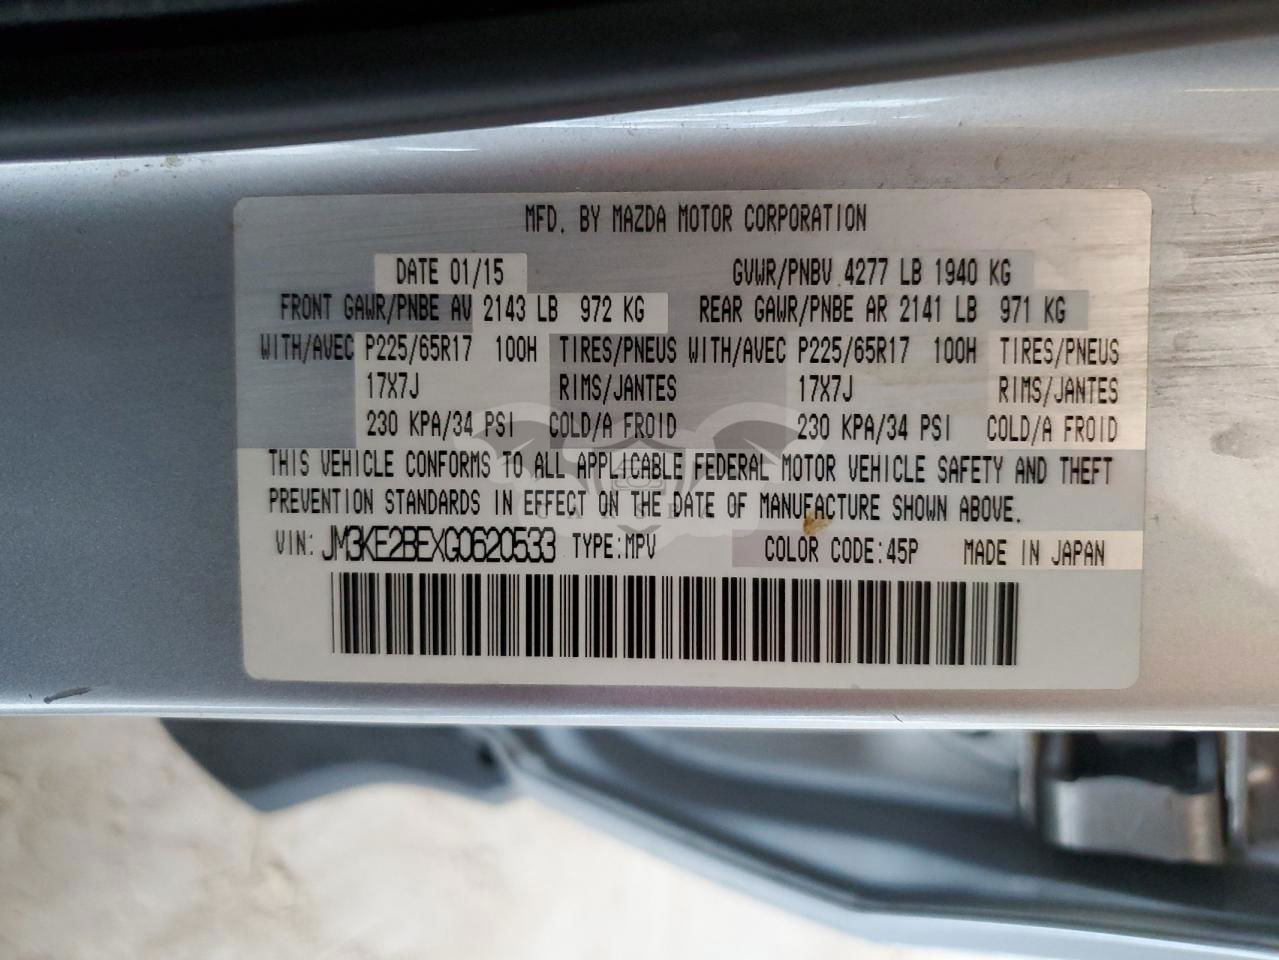 MFD. BY MAZDA MOTOR CORPORATION
DATE 01/15 GVWR/PNBV 4277 LB 1940 KG
FRONT GAWR/PNBE AV 2143 LB 972 KG REAR GAWR/PNBE AR 2141 LB 971 KG
WITH/AVEC P225/65R17 100H TIRES/PNEUS WITH/AVEC P225/65R17 100H TIRES/PNEUS
17X7J RIMS/JANTES 17X7J RIMS/JANTES
230 KPA/34 PSI COLD/A FROID 230 KPA/34 PSI COLD/A FROID
THIS VEHICLE CONFORMS TO ALL APPLICABLE FEDERAL MOTOR VEHICLE SAFETY AND THEFT
PREVENTION STANDARDS IN EFFECT ON THE DATE OF MANUFACTURE SHOWN ABOVE.
VIN: JM3KE2BEXG0620533 TYPE:MPV COLOR CODE:45P MADE IN JAPAN